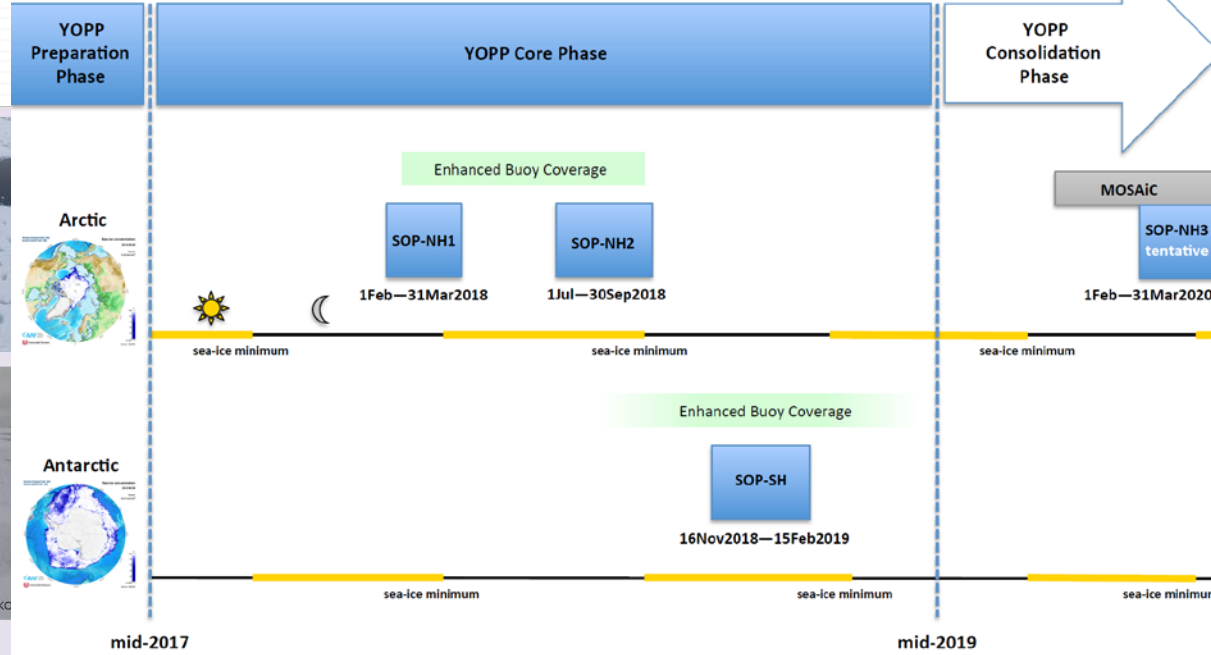 YOPP
Preparation
Phase
YOPP Core Phase
YOPP
Consolidation
Phase
Enhanced Buoy Coverage
MOSAiC
Arctic
SOP-NH1
SOP-NH2
SOP-NH3
tentative
1Feb—31Mar2018
1Jul—30Sep2018
1Feb—31Mar2020
sea-ice minimum
sea-ice minimum
sea-ice minimum
Enhanced Buoy Coverage
Antarctic
SOP-SH
16Nov2018—15Feb2019
sea-ice minimum
sea-ice minimum
sea-ice minimum
mid-2017
mid-2019